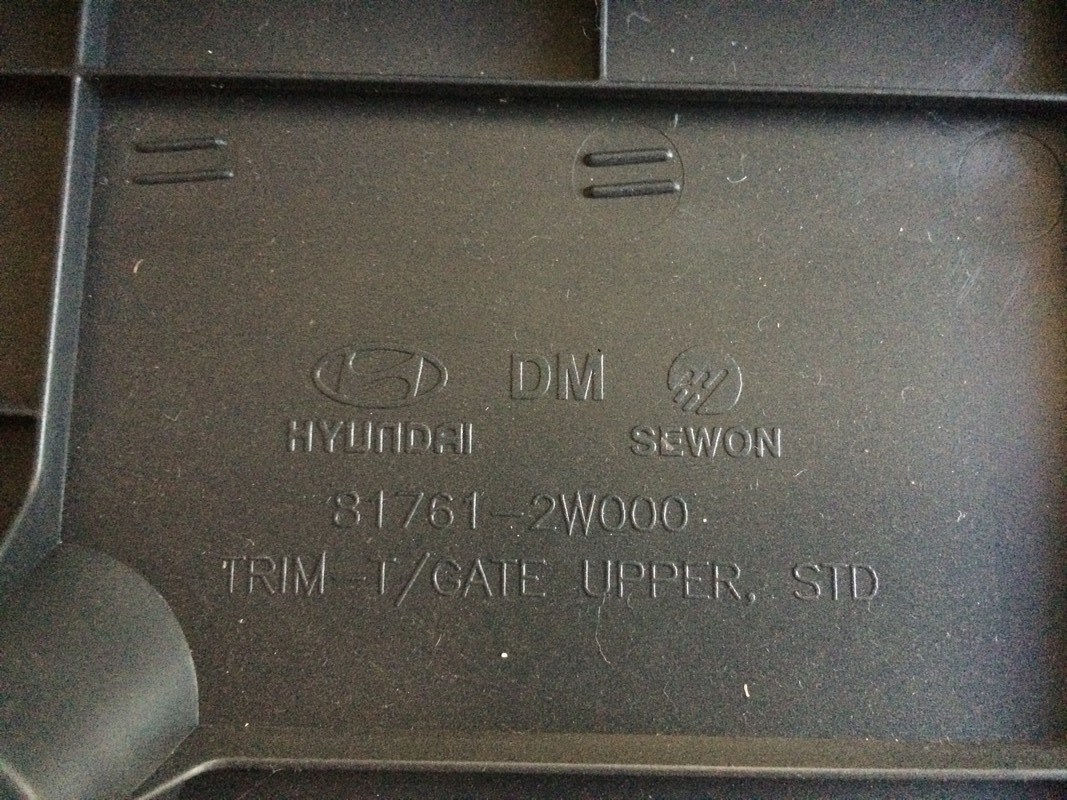 DM
HYUNDAI SEWON
81761-2W000
TRIM-T/GATE UPPER, STD